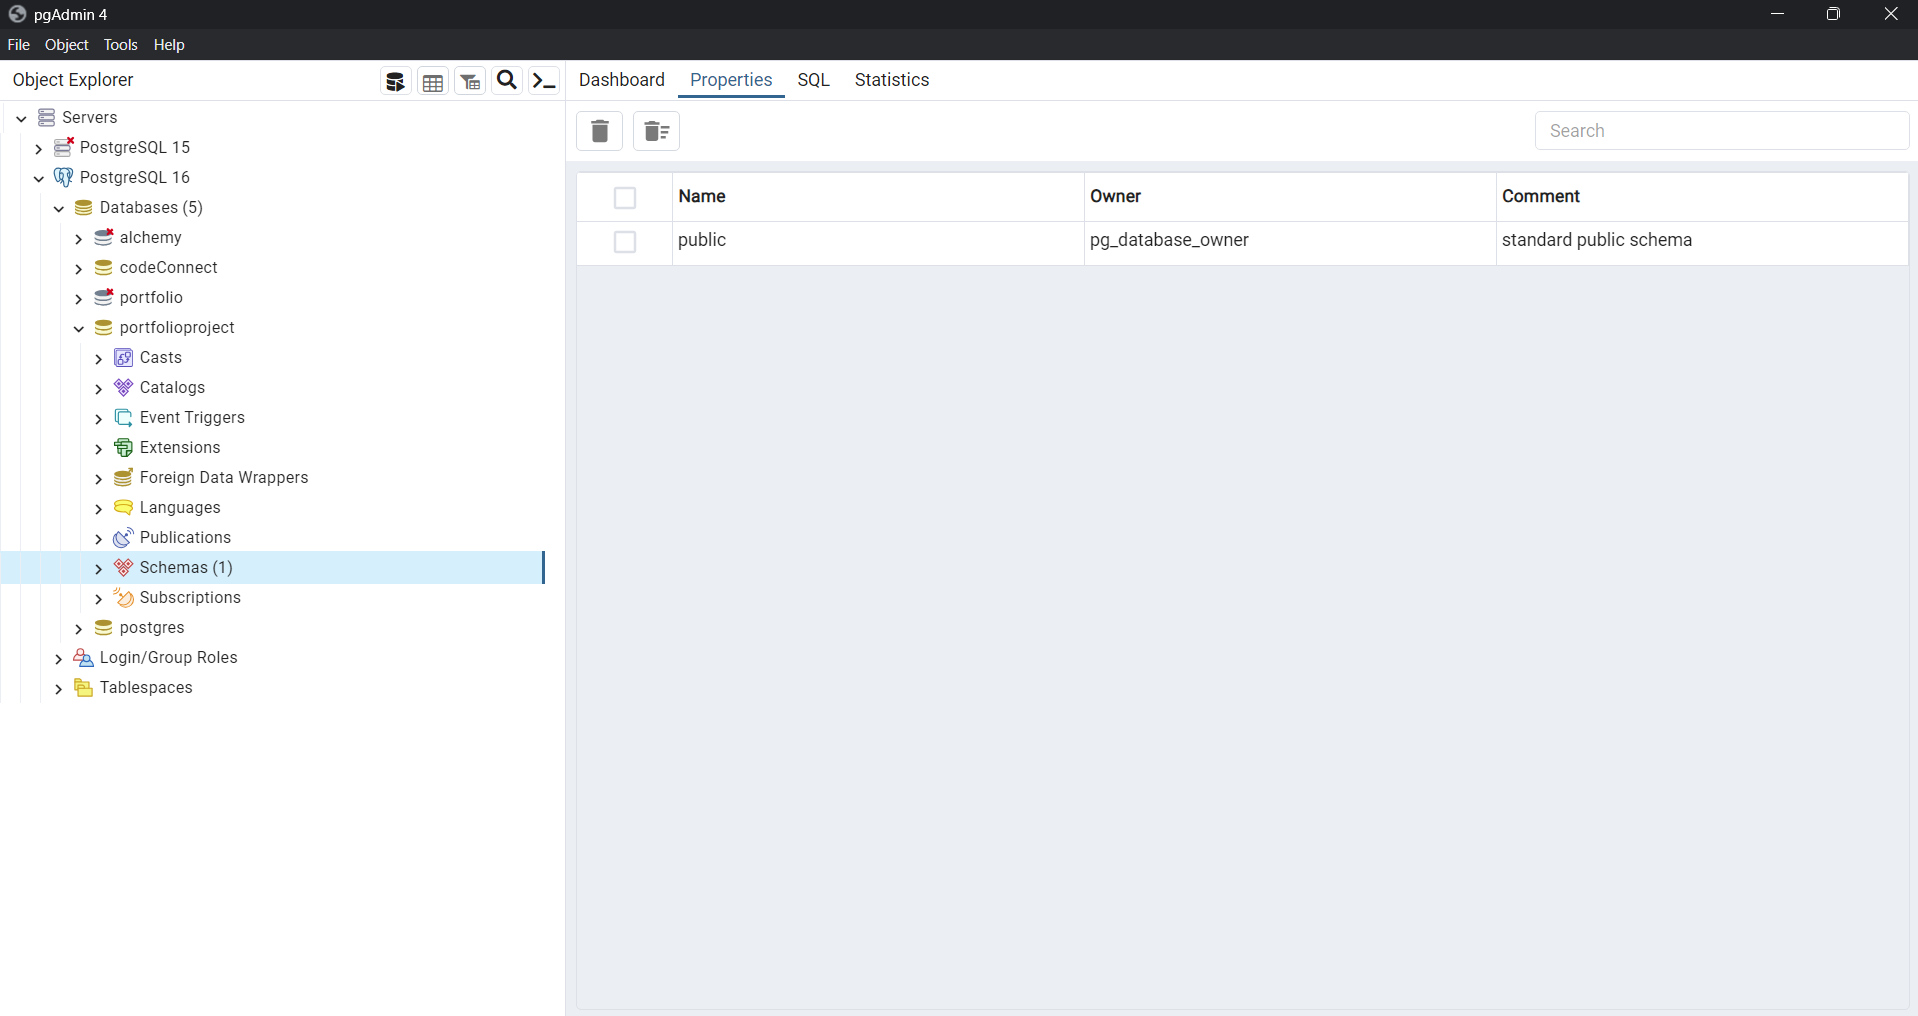 pgAdmin 4
File Object Tools Help
Object Explorer
Dashboard Properties SQL Statistics
Servers
PostgreSQL 15
PostgreSQL 16
Databases (5)
alchemy
codeConnect
portfolio
portfolioproject
Casts
Catalogs
Event Triggers
Extensions
Foreign Data Wrappers
Languages
Publications
Schemas (1)
Subscriptions
postgres
Login/Group Roles
Tablespaces
Search
Name Owner Comment
public pg_database_owner standard public schema